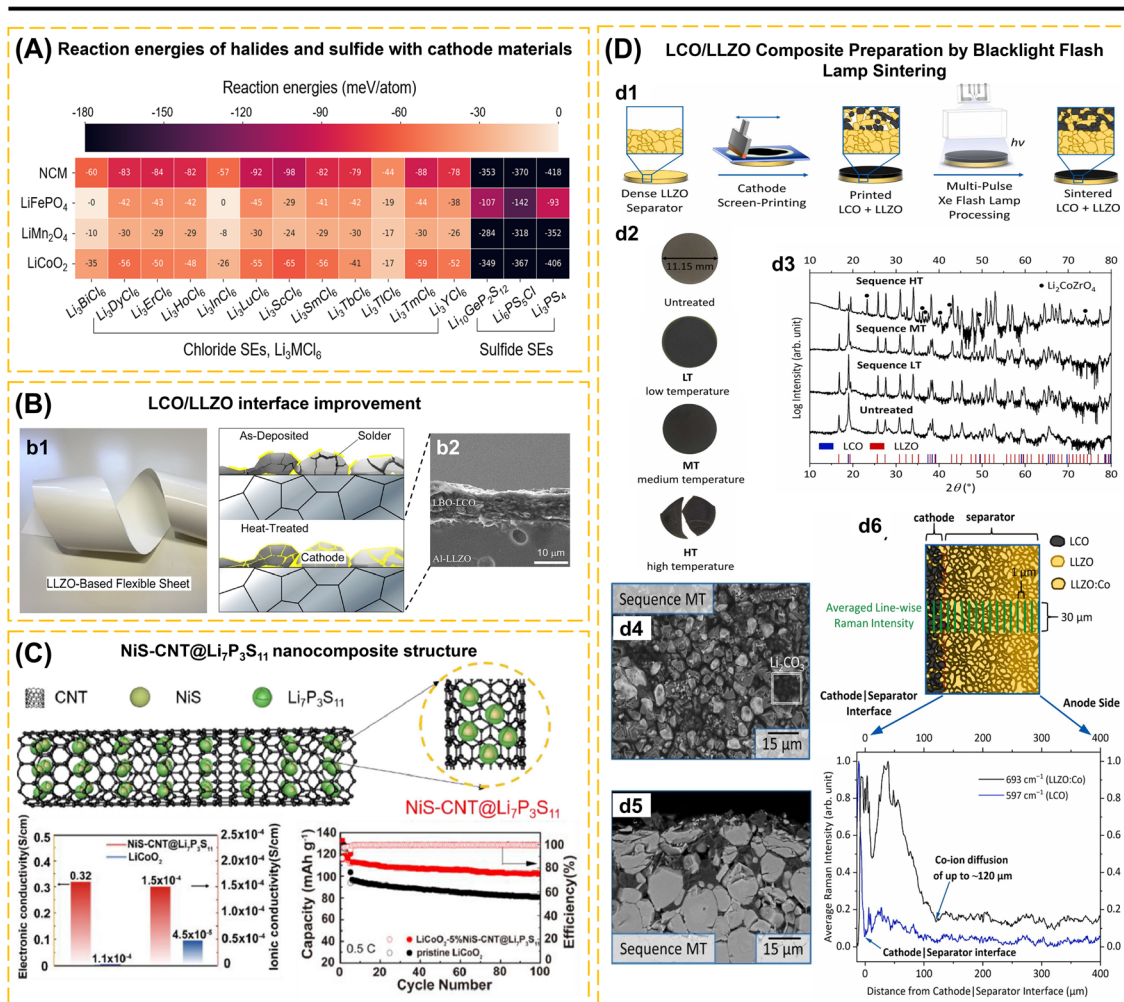 (A) Reaction energies of halides and sulfide with cathode materials
Reaction energies (meV/atom)
-180 -150 -120 -90 -60 -30 0
NCM -60 -83 -84 -82 -57 -92 -98 -82 -79 -44 -88 -78 -353 -370 -418
LiFePO₄ -0 -42 -43 -42 0 -45 -29 -41 -41 -19 -44 -38 -107 -142 -93
LiMn₂O₄ -10 -30 -29 -29 -8 -30 -24 -29 -30 -17 -30 -26 -284 -318 -352
LiCoO₂ -35 -56 -50 -48 -26 -55 -65 -56 -41 -17 -59 -52 -349 -367 -406
Li₃BiCl₆ Li₃DyCl₆ Li₃ErCl₆ Li₃HoCl₆ Li₃InCl₆ Li₃LuCl₆ Li₃ScCl₆ Li₃SmCl₆ Li₃TbCl₆ Li₃TlCl₆ Li₃TmCl₆ Li₃YCl₆ Li₁₀GeP₂S₁₂ Li₆PS₅Cl Li₃PS₄
Chloride SEs, Li₃MCl₆ Sulfide SEs
(B) LCO/LLZO interface improvement
b1
LLZO-Based Flexible Sheet
As-Deposited Solder
Heat-Treated
Cathode
b2
LBO-LCO
Al-LLZO
10 μm
(C) NiS-CNT@Li₇P₃S₁₁ nanocomposite structure
CNT NiS Li₇P₃S₁₁
NiS-CNT@Li₇P₃S₁₁
Electronic conductivity(S/cm)
0.5
0.4
0.3
0.2
0.1
0
NiS-CNT@Li₇P₃S₁₁
LiCoO₂
0.32
1.1x10⁻⁴
1.5x10⁻⁴
4.5x10⁻⁵
2.5x10⁻⁴
2.0x10⁻⁴
1.5x10⁻⁴
1.0x10⁻⁴
5.0x10⁻⁴
0
Ionic conductivity(S/cm)
Capacity (mAh g⁻¹)
140
120
100
80
60
40
20
0
0.5 C
LiCoO₂-5%NiS-CNT@Li₇P₃S₁₁
pristine LiCoO₂
100
80
60
40
20
0
Efficiency(%)
0 20 40 60 80 100
Cycle Number
(D) LCO/LLZO Composite Preparation by Blacklight Flash
Lamp Sintering
d1
hν
Dense LLZO
Separator
Cathode
Screen-Printing
Printed
LCO + LLZO
Multi-Pulse
Xe Flash Lamp
Processing
Sintered
LCO + LLZO
d2
11.15 mm
Untreated
LT
low temperature
MT
medium temperature
HT
high temperature
d3
10 20 30 40 50 60 70 80
Sequence HT
Li₂CoZrO₄
Sequence MT
Sequence LT
Untreated
LCO LLZO
Log Intensity (arb. unit)
10 20 30 40 50 60 70 80
2θ (°)
Sequence MT
d4
Li₂CO₃
15 μm
d5
15 μm
Sequence MT
d6,
cathode separator
LCO
LLZO
LLZO:Co
1 μm
Averaged Line-wise
Raman Intensity
30 μm
Cathode|Separator
Interface
Anode Side
0 100 200 300 400
693 cm⁻¹ (LLZO:Co)
597 cm⁻¹ (LCO)
Co-ion diffusion
of up to ~120 μm
Cathode|Separator interface
Average Raman Intensity (arb. unit)
1.0
0.8
0.6
0.4
0.2
0.0
1.0
0.8
0.6
0.4
0.2
0.0
0 100 200 300 400
Distance from Cathode|Separator Interface (μm)